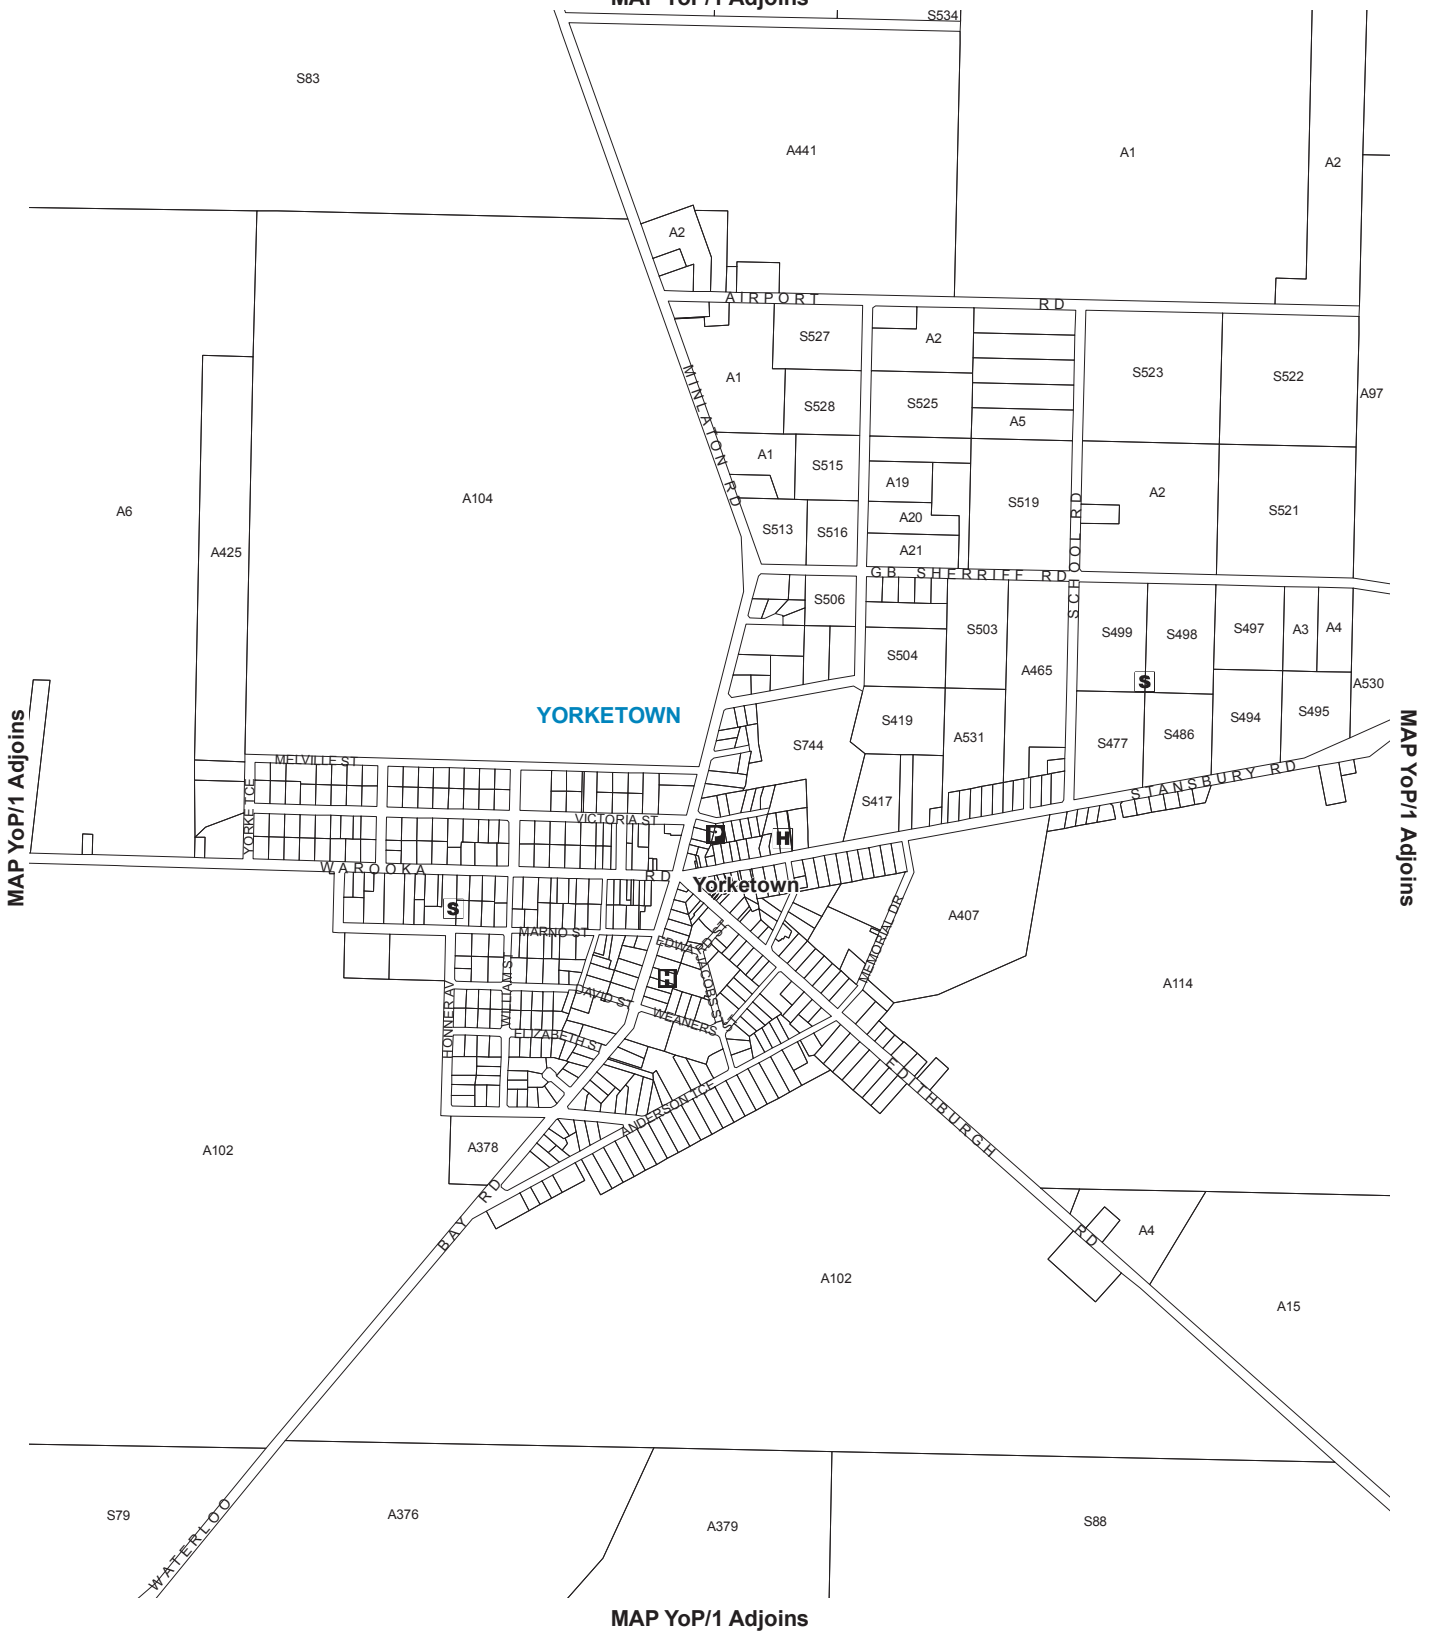 MAP YoP/1 Adjoins
S534
S83
A441
A1
A2
A2
AIRPORT RD
S527
A2
S523
S522
A1
S528
S525
A5
A97
MINLATON RD
A1
S515
A19
S519
A2
S521
A6
A104
A425
S513
S516
A20
A21
GB SHERRIFF RD
SCHOOL RD
S506
S503
S499
S498
S497
A3
A4
S504
A465
S
A530
MAP YoP/1 Adjoins
YORKETOWN
S419
A531
S494
S495
MAP YoP/1 Adjoins
S744
S477
S486
MELVILLE ST
STANSBURY RD
YORKE TCE
S417
VICTORIA ST
P
H
WAROOKA RD
Yorketown
S
MARNO ST
EDWARD ST
MEMORIAL DR
A407
WILLIAM ST
H
JACOBS ST
A114
HONNER AV
DAVID ST
WEANERS ST
ELIZABETH ST
EDITHBURGH RD
ANDERSON TCE
A102
A378
A4
WATERLOO BAY RD
A102
A15
S79
A376
A379
S88
MAP YoP/1 Adjoins